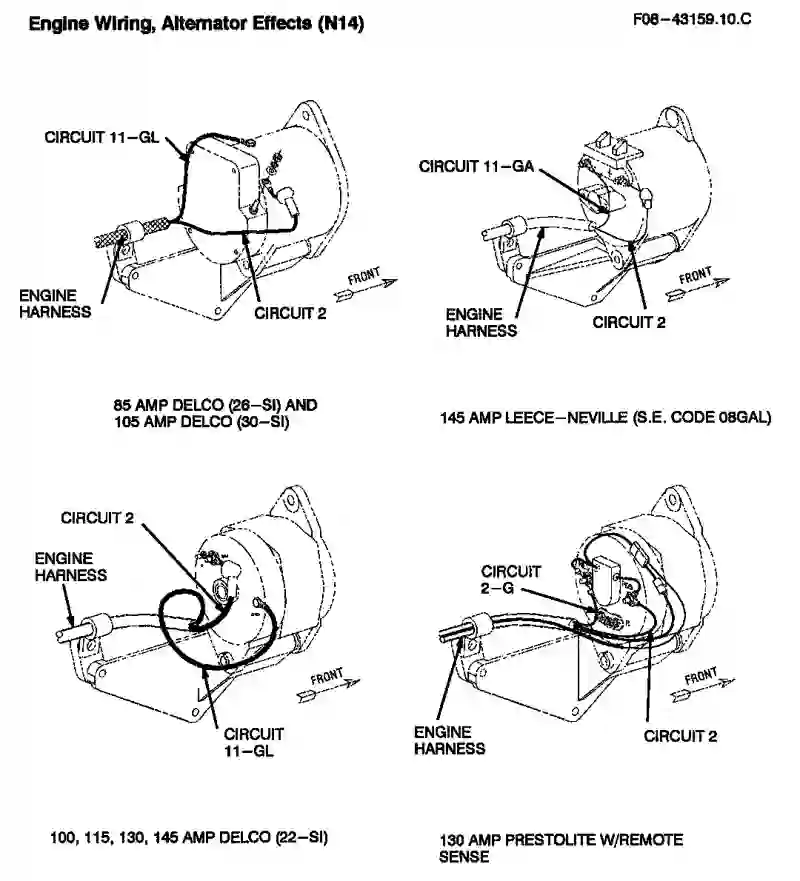 Engine Wiring, Alternator Effects (N14)
F06-43159.10.C
CIRCUIT 11-GL
ENGINE
HARNESS
CIRCUIT 2
FRONT
85 AMP DELCO (26-SI) AND
105 AMP DELCO (30-SI)
CIRCUIT 11-GA
ENGINE
HARNESS
CIRCUIT 2
FRONT
145 AMP LEECE-NEVILLE (S.E. CODE 08GAL)
CIRCUIT 2
ENGINE
HARNESS
CIRCUIT
11-GL
FRONT
100, 115, 130, 145 AMP DELCO (22-SI)
CIRCUIT
2-G
ENGINE
HARNESS
CIRCUIT 2
FRONT
130 AMP PRESTOLITE W/REMOTE
SENSE